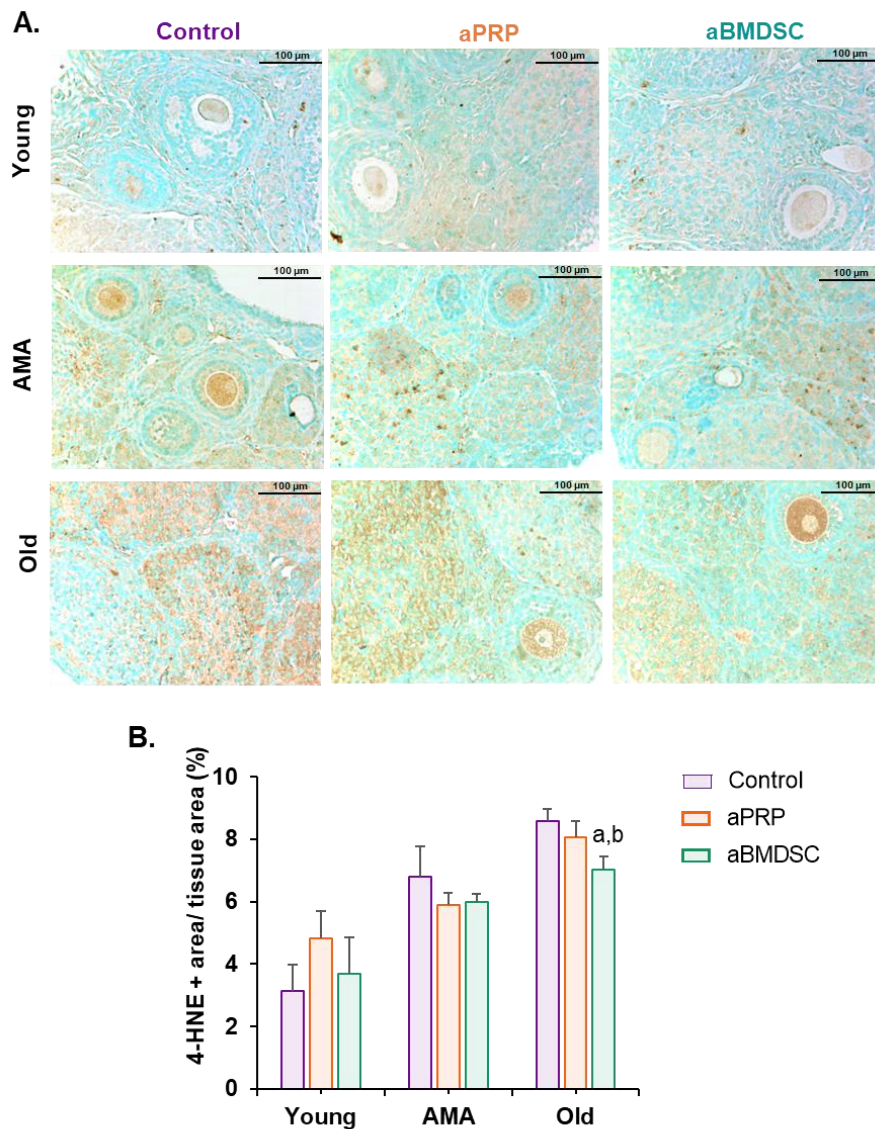 A.
Control aPRP aBMDSC
Young
100 µm 100 µm 100 µm
AMA
100 µm 100 µm 100 µm
Old
100 µm 100 µm 100 µm
B.
4-HNE + area/ tissue area (%)
10
8
6
4
2
0
a,b
Young AMA Old
Control
aPRP
aBMDSC